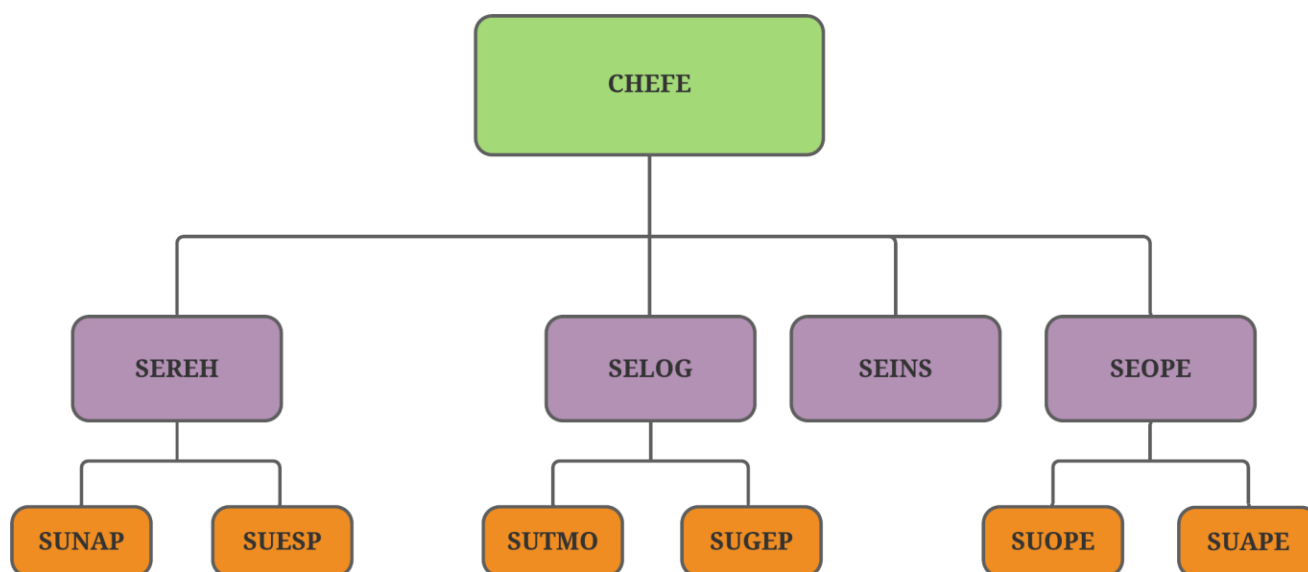 CHEFE
SEREH
SELOG
SEINS
SEOPE
SUNAP
SUESP
SUTMO
SUGEP
SUOPE
SUAPE